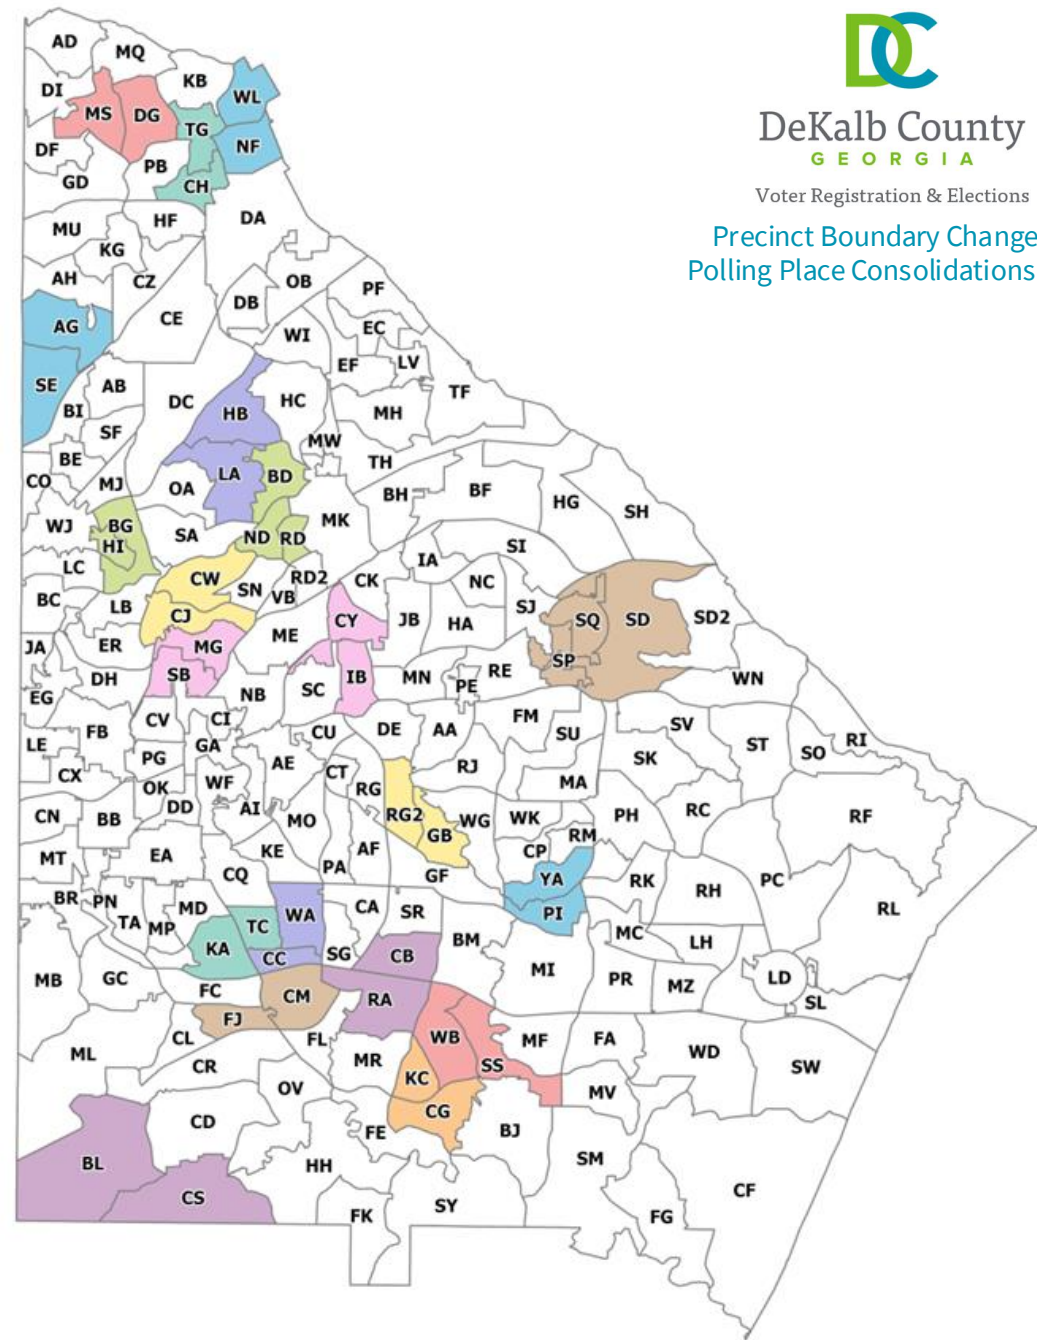 DC
DeKalb County
GEORGIA
Voter Registration & Elections
Precinct Boundary Change
Polling Place Consolidations
AD
MQ
KB
DI
WL
MS
DG
TG
NF
DF
PB
GD
CH
MU
HF
DA
KG
AH
CZ
OB
PF
DB
AG
CE
WI
EC
EF
LV
SE
AB
TF
DC
HC
BI
HB
MH
SF
MW
BE
TH
CO
MJ
OA
LA
BD
BH
BF
HG
SH
WJ
BG
SA
MK
HI
ND
RD
SI
LC
IA
CW
RD2
CK
NC
BC
LB
SN
VB
SJ
CJ
CY
JB
HA
SQ
SD
SD2
JA
ER
MG
ME
SP
DH
SB
IB
MN
RE
WN
EG
NB
SC
PE
CV
CI
FM
SV
FB
CU
DE
AA
SU
LE
GA
ST
SO
RI
PG
AE
SK
CX
CT
RJ
OK
WF
RG
MA
DD
AI
CN
BB
MO
RG2
WG
WK
PH
RC
RF
GB
RM
MT
EA
KE
AF
CP
PA
CQ
GF
YA
RK
RH
PC
BR
PN
MD
CA
SR
RL
TA
MP
TC
WA
PI
MC
KA
BM
LH
CC
SG
CB
MB
GC
MI
PR
MZ
LD
FC
CM
RA
SL
FJ
CL
FL
WB
MF
FA
ML
WD
CR
MR
SS
SW
OV
KC
MV
CD
CG
FE
BJ
BL
HH
SM
CS
SY
CF
FK
FG